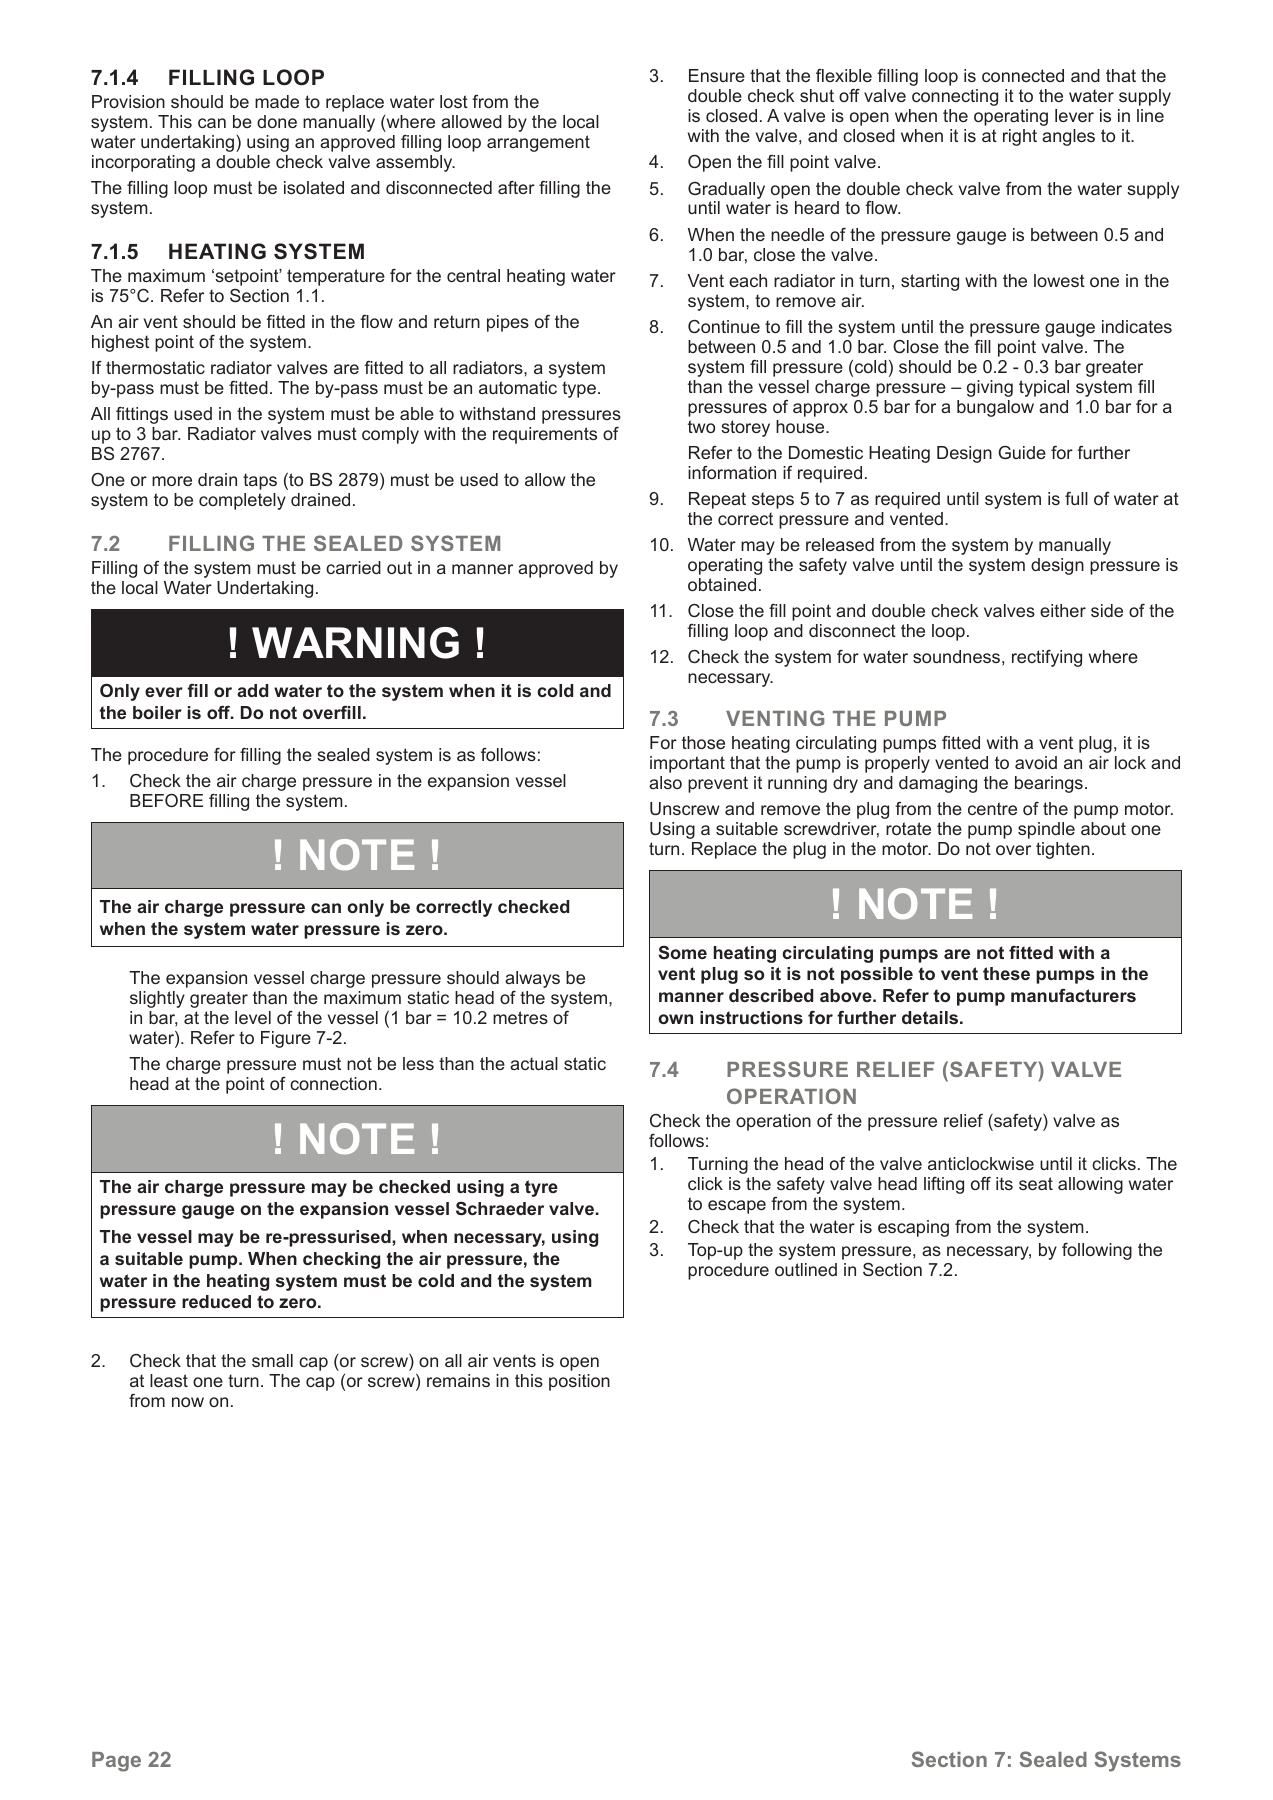 7.1.4 FILLING LOOP
Provision should be made to replace water lost from the
system. This can be done manually (where allowed by the local
water undertaking) using an approved filling loop arrangement
incorporating a double check valve assembly.
The filling loop must be isolated and disconnected after filling the
system.
7.1.5 HEATING SYSTEM
The maximum ‘setpoint’ temperature for the central heating water
is 75°C. Refer to Section 1.1.
An air vent should be fitted in the flow and return pipes of the
highest point of the system.
If thermostatic radiator valves are fitted to all radiators, a system
by-pass must be fitted. The by-pass must be an automatic type.
All fittings used in the system must be able to withstand pressures
up to 3 bar. Radiator valves must comply with the requirements of
BS 2767.
One or more drain taps (to BS 2879) must be used to allow the
system to be completely drained.
7.2 FILLING THE SEALED SYSTEM
Filling of the system must be carried out in a manner approved by
the local Water Undertaking.
! WARNING !
Only ever fill or add water to the system when it is cold and
the boiler is off. Do not overfill.
The procedure for filling the sealed system is as follows:
1. Check the air charge pressure in the expansion vessel
BEFORE filling the system.
! NOTE !
The air charge pressure can only be correctly checked
when the system water pressure is zero.
The expansion vessel charge pressure should always be
slightly greater than the maximum static head of the system,
in bar, at the level of the vessel (1 bar = 10.2 metres of
water). Refer to Figure 7-2.
The charge pressure must not be less than the actual static
head at the point of connection.
! NOTE !
The air charge pressure may be checked using a tyre
pressure gauge on the expansion vessel Schraeder valve.
The vessel may be re-pressurised, when necessary, using
a suitable pump. When checking the air pressure, the
water in the heating system must be cold and the system
pressure reduced to zero.
2. Check that the small cap (or screw) on all air vents is open
at least one turn. The cap (or screw) remains in this position
from now on.
3. Ensure that the flexible filling loop is connected and that the
double check shut off valve connecting it to the water supply
is closed. A valve is open when the operating lever is in line
with the valve, and closed when it is at right angles to it.
4. Open the fill point valve.
5. Gradually open the double check valve from the water supply
until water is heard to flow.
6. When the needle of the pressure gauge is between 0.5 and
1.0 bar, close the valve.
7. Vent each radiator in turn, starting with the lowest one in the
system, to remove air.
8. Continue to fill the system until the pressure gauge indicates
between 0.5 and 1.0 bar. Close the fill point valve. The
system fill pressure (cold) should be 0.2 - 0.3 bar greater
than the vessel charge pressure – giving typical system fill
pressures of approx 0.5 bar for a bungalow and 1.0 bar for a
two storey house.
Refer to the Domestic Heating Design Guide for further
information if required.
9. Repeat steps 5 to 7 as required until system is full of water at
the correct pressure and vented.
10. Water may be released from the system by manually
operating the safety valve until the system design pressure is
obtained.
11. Close the fill point and double check valves either side of the
filling loop and disconnect the loop.
12. Check the system for water soundness, rectifying where
necessary.
7.3 VENTING THE PUMP
For those heating circulating pumps fitted with a vent plug, it is
important that the pump is properly vented to avoid an air lock and
also prevent it running dry and damaging the bearings.
Unscrew and remove the plug from the centre of the pump motor.
Using a suitable screwdriver, rotate the pump spindle about one
turn. Replace the plug in the motor. Do not over tighten.
! NOTE !
Some heating circulating pumps are not fitted with a
vent plug so it is not possible to vent these pumps in the
manner described above. Refer to pump manufacturers
own instructions for further details.
7.4 PRESSURE RELIEF (SAFETY) VALVE
OPERATION
Check the operation of the pressure relief (safety) valve as
follows:
1. Turning the head of the valve anticlockwise until it clicks. The
click is the safety valve head lifting off its seat allowing water
to escape from the system.
2. Check that the water is escaping from the system.
3. Top-up the system pressure, as necessary, by following the
procedure outlined in Section 7.2.
Page 22
Section 7: Sealed Systems